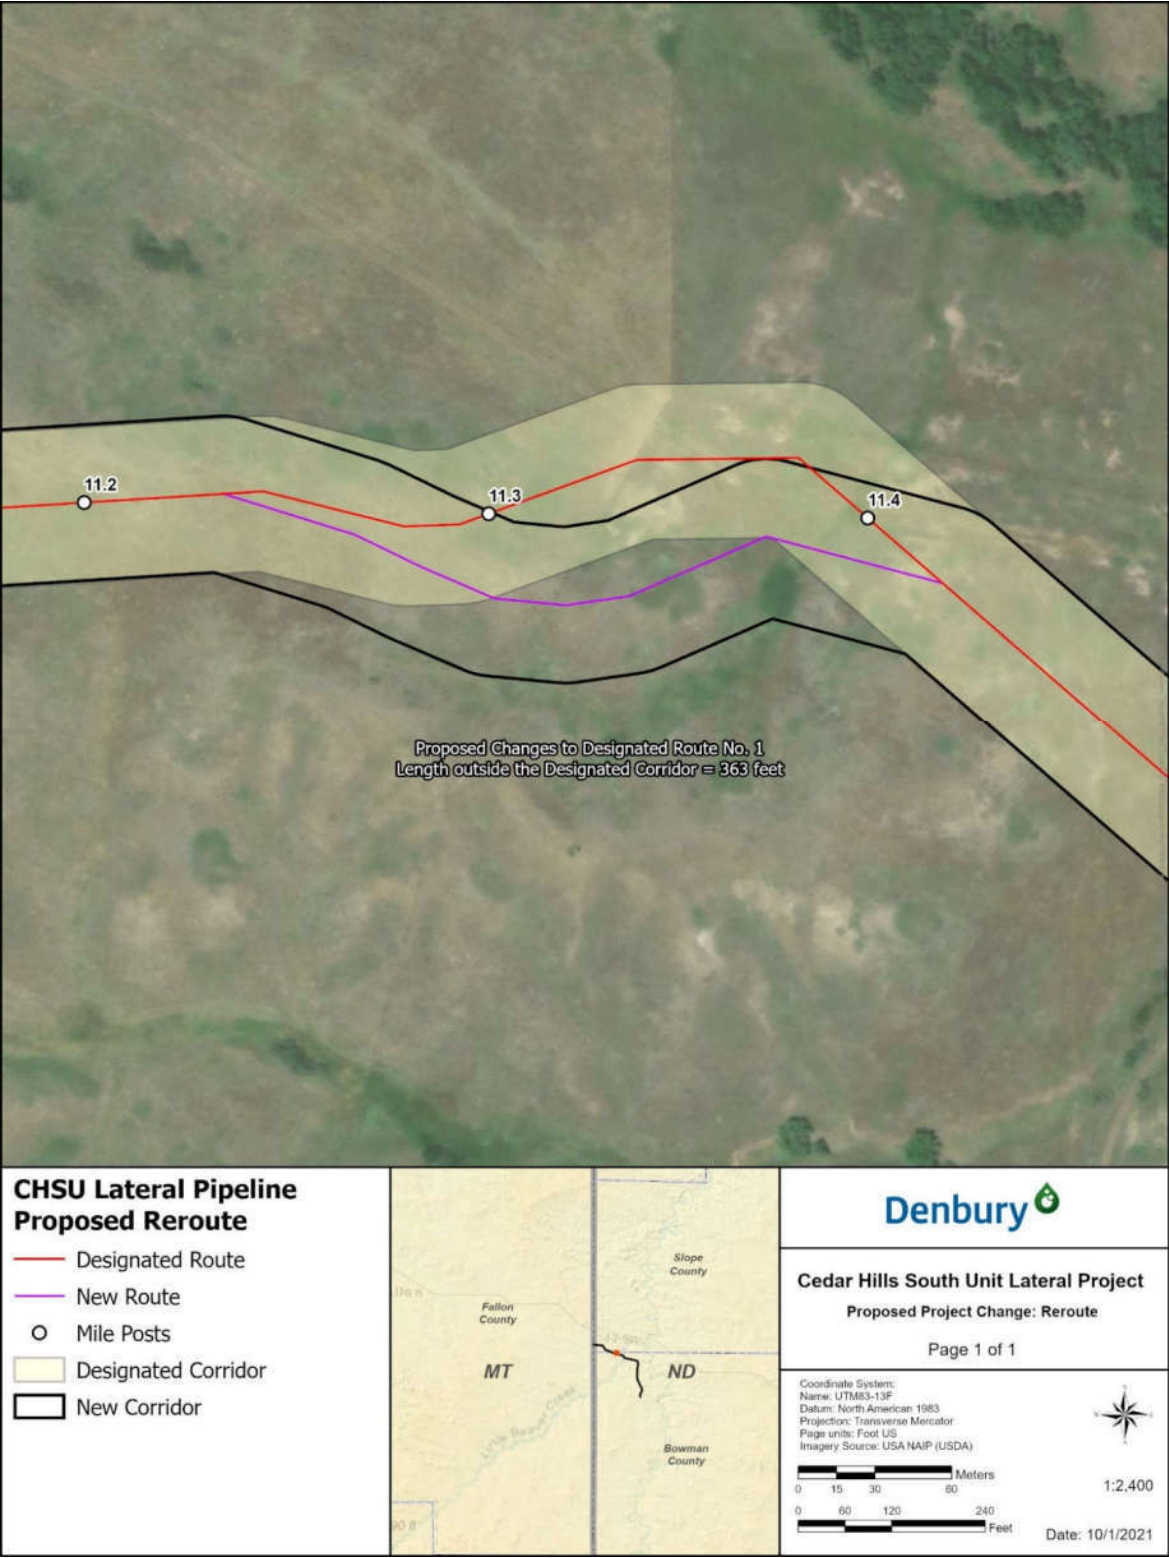 11.2
11.3
11.4
Proposed Changes to Designated Route No. 1
Length outside the Designated Corridor = 363 feet
CHSU Lateral Pipeline
Proposed Reroute
Designated Route
New Route
Mile Posts
Designated Corridor
New Corridor
Slope
County
Fallon
County
MT
ND
Little Beaver Creek
Bowman
County
Denbury
Cedar Hills South Unit Lateral Project
Proposed Project Change: Reroute
Page 1 of 1
Coordinate System:
Name: UTM83-13F
Datum: North American 1983
Projection: Transverse Mercator
Page units: Foot US
Imagery Source: USA NAIP (USDA)
Meters
0 15 30 60
0 60 120 240
Feet
1:2,400
Date: 10/1/2021